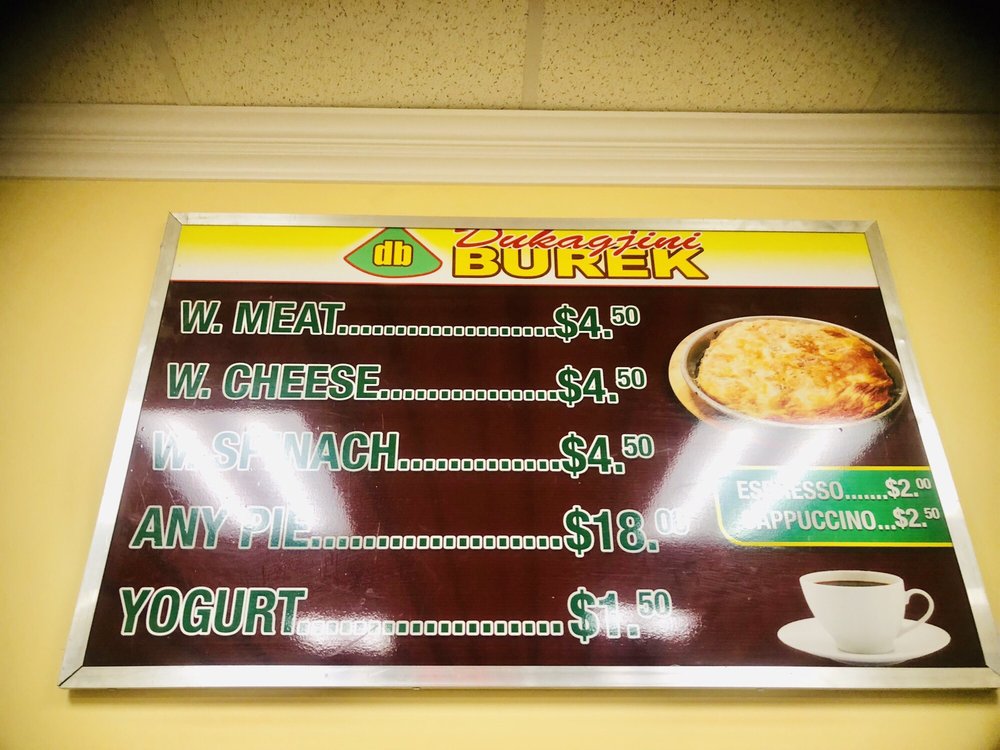 db
Dukagjini
BUREK
W. MEAT....................$4.50
W. CHEESE...............$4.50
W. SPINACH..............$4.50
ANY PIE.....................$18.00
YOGURT......................$1.50
ESPRESSO.......$2.00
CAPPUCCINO...$2.50